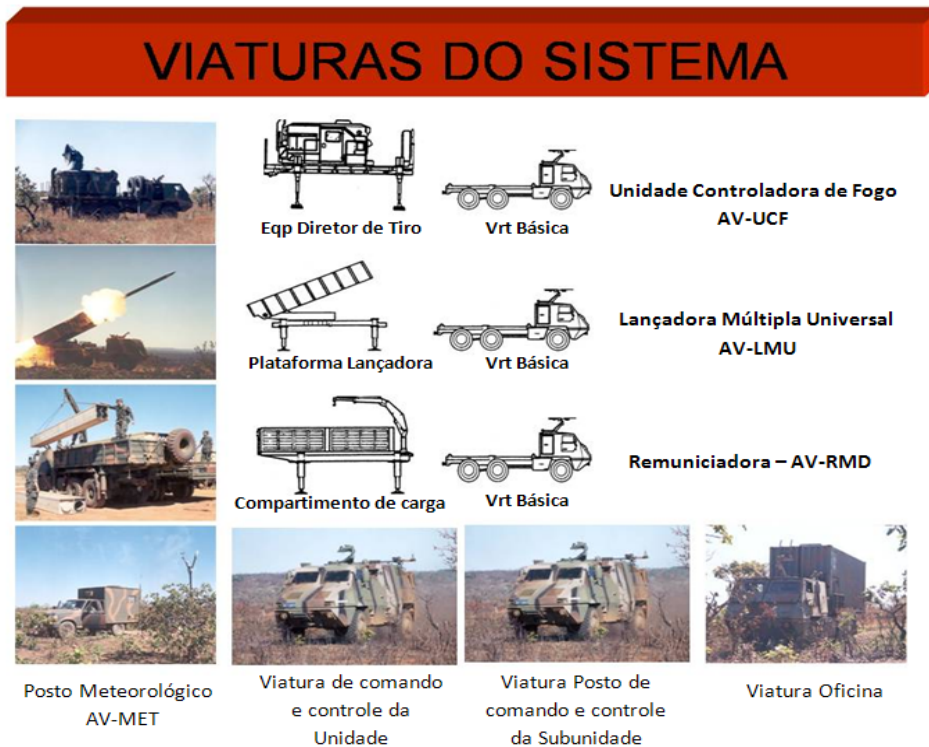 VIATURAS DO SISTEMA
Eqp Diretor de Tiro
Vrt Básica
Unidade Controladora de Fogo
AV-UCF
Plataforma Lançadora
Vrt Básica
Lançadora Múltipla Universal
AV-LMU
Compartimento de carga
Vrt Básica
Remuniciadora – AV-RMD
Posto Meteorológico
AV-MET
Viatura de comando
e controle da
Unidade
Viatura Posto de
comando e controle
da Subunidade
Viatura Oficina